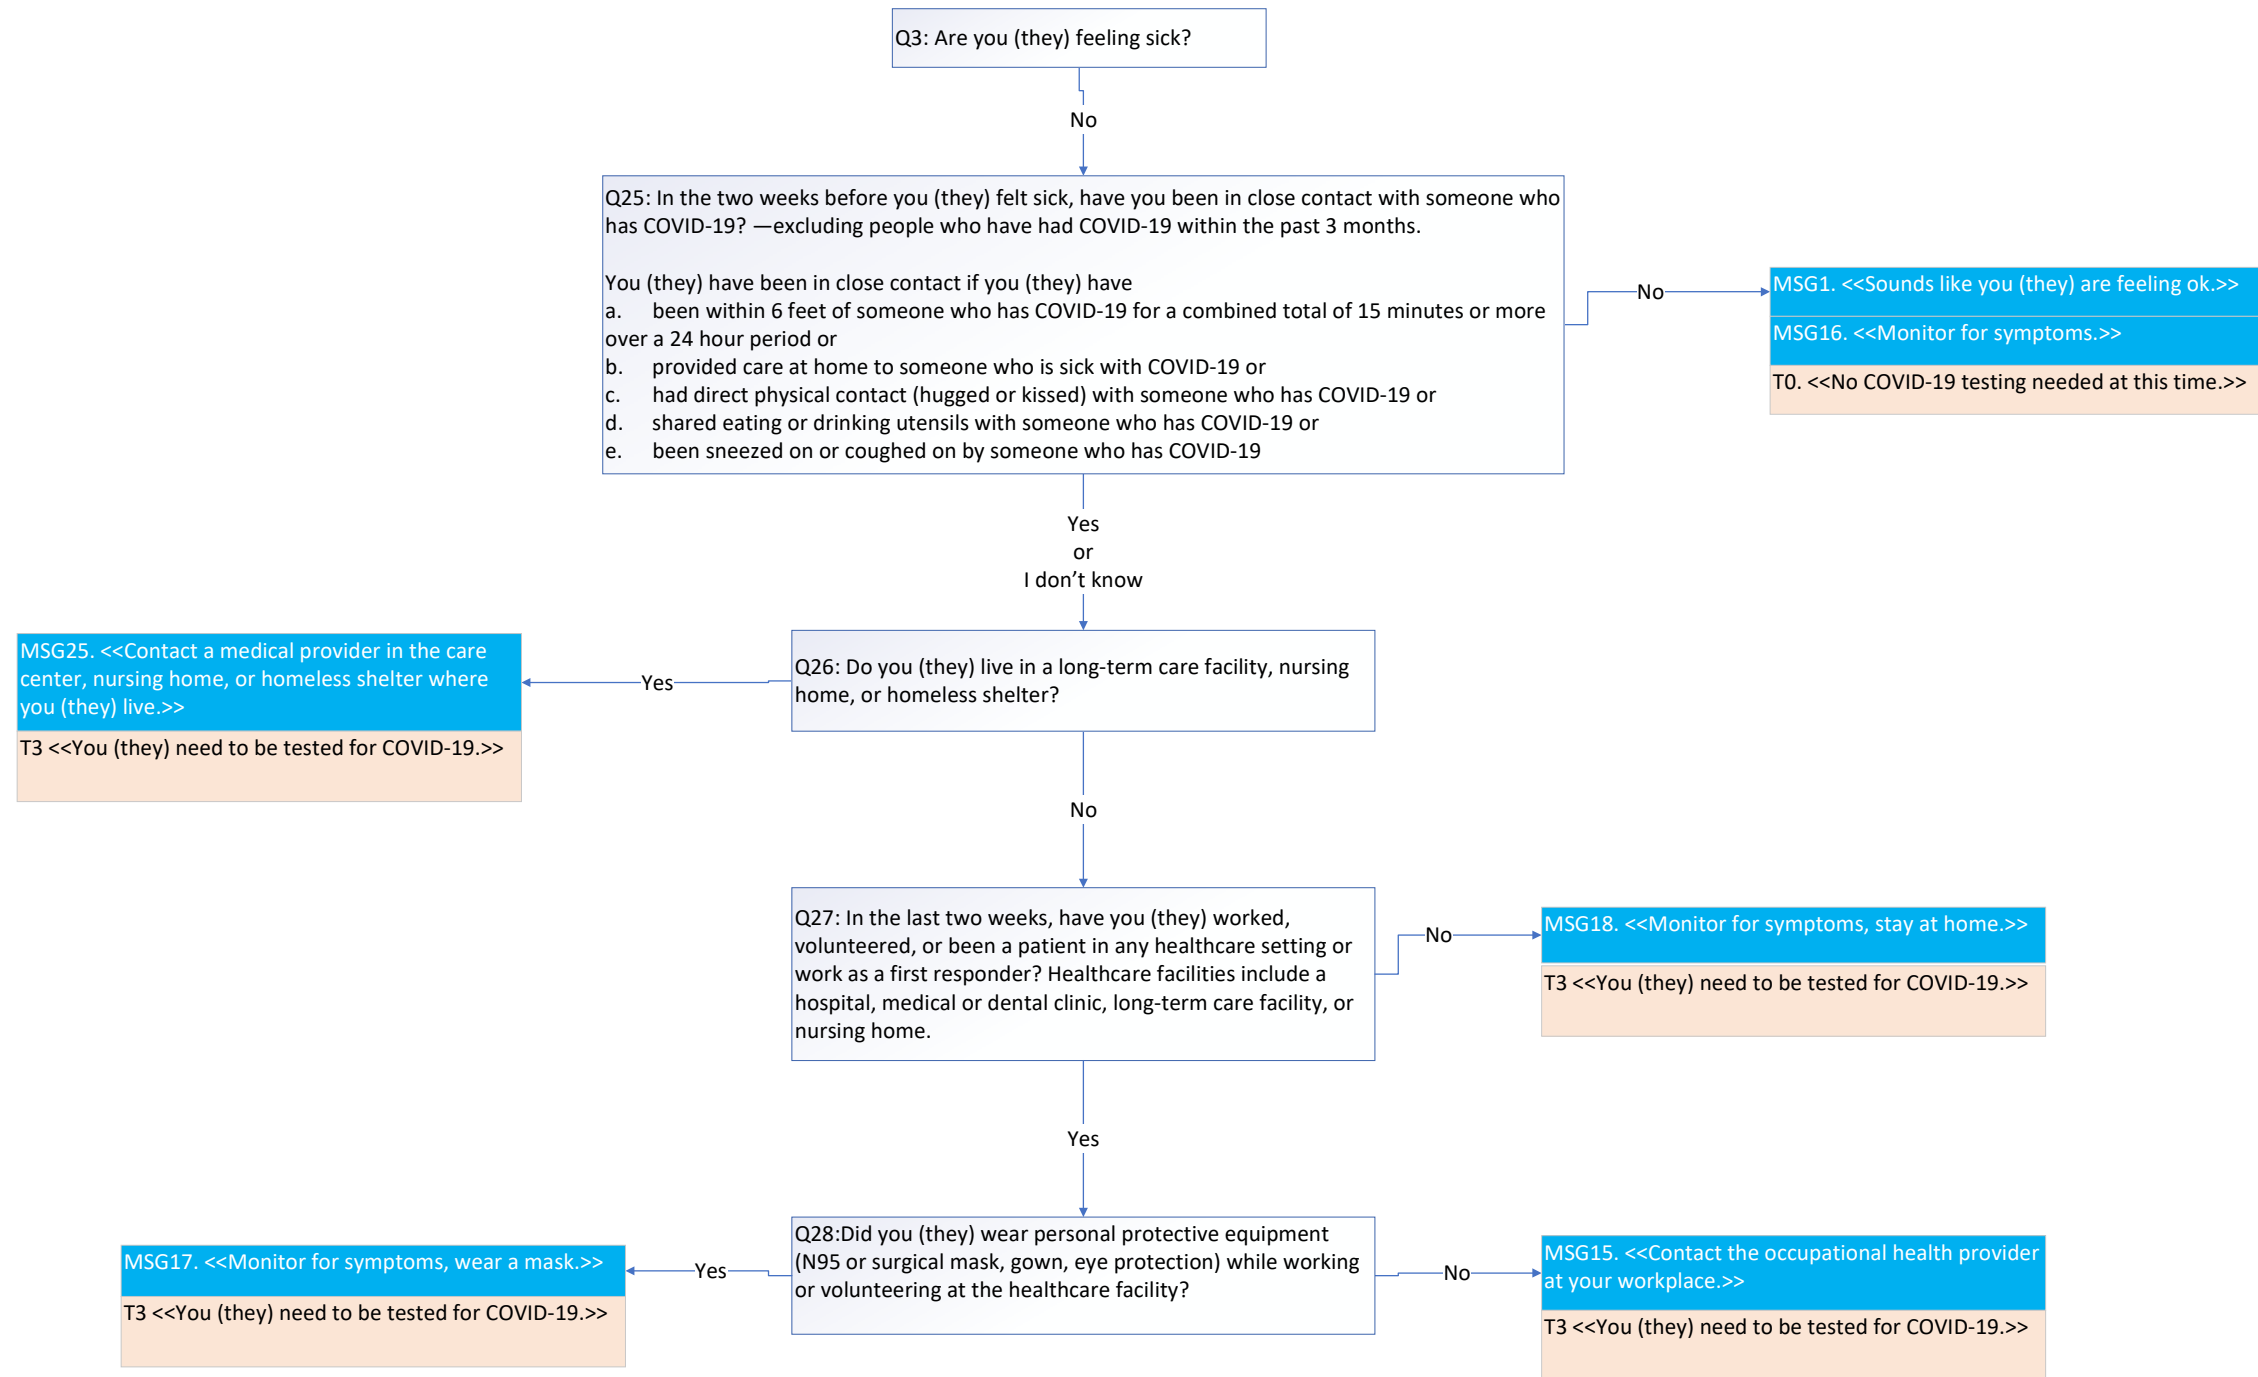 Q3: Are you (they) feeling sick?
No
Q25: In the two weeks before you (they) felt sick, have you been in close contact with someone who
has COVID-19? —excluding people who have had COVID-19 within the past 3 months.
You (they) have been in close contact if you (they) have
a. been within 6 feet of someone who has COVID-19 for a combined total of 15 minutes or more
over a 24 hour period or
b. provided care at home to someone who is sick with COVID-19 or
c. had direct physical contact (hugged or kissed) with someone who has COVID-19 or
d. shared eating or drinking utensils with someone who has COVID-19 or
e. been sneezed on or coughed on by someone who has COVID-19
No
MSG1. <<Sounds like you (they) are feeling ok.>>
MSG16. <<Monitor for symptoms.>>
T0. <<No COVID-19 testing needed at this time.>>
Yes
or
I don't know
MSG25. <<Contact a medical provider in the care
center, nursing home, or homeless shelter where
you (they) live.>>
T3 <<You (they) need to be tested for COVID-19.>>
Yes
Q26: Do you (they) live in a long-term care facility, nursing
home, or homeless shelter?
No
Q27: In the last two weeks, have you (they) worked,
volunteered, or been a patient in any healthcare setting or
work as a first responder? Healthcare facilities include a
hospital, medical or dental clinic, long-term care facility, or
nursing home.
No
MSG18. <<Monitor for symptoms, stay at home.>>
T3 <<You (they) need to be tested for COVID-19.>>
Yes
MSG17. <<Monitor for symptoms, wear a mask.>>
T3 <<You (they) need to be tested for COVID-19.>>
Yes
Q28:Did you (they) wear personal protective equipment
(N95 or surgical mask, gown, eye protection) while working
or volunteering at the healthcare facility?
No
MSG15. <<Contact the occupational health provider
at your workplace.>>
T3 <<You (they) need to be tested for COVID-19.>>